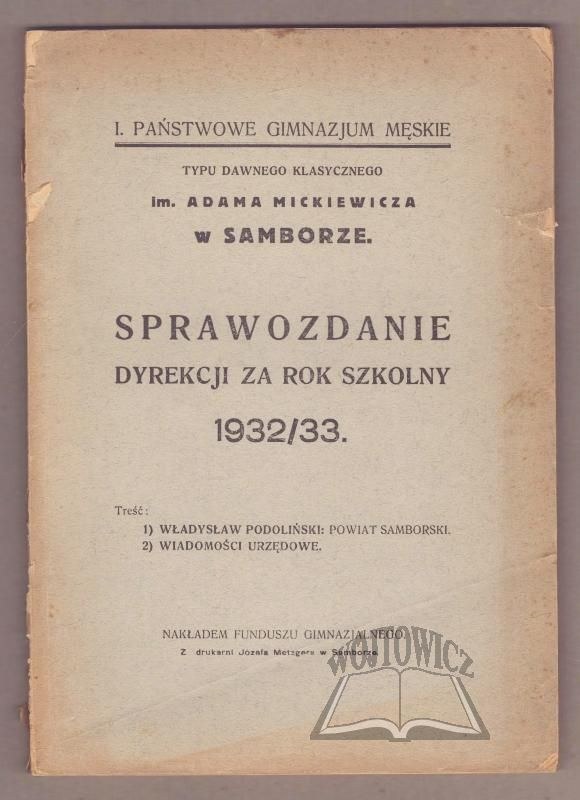 I. PAŃSTWOWE GIMNAZJUM MĘSKIE
TYPU DAWNEGO KLASYCZNEGO
im. ADAMA MICKIEWICZA
w SAMBORZE.
SPRAWOZDANIE
DYREKCJI ZA ROK SZKOLNY
1932/33.
Treść:
1) WŁADYSŁAW PODOLIŃSKI: POWIAT SAMBORSKI.
2) WIADOMOŚCI URZĘDOWE.
NAKŁADEM FUNDUSZU GIMNAZJALNEGO.
Z drukarni Józefa Metzgera w Samborze.
WÓJTOWICZ